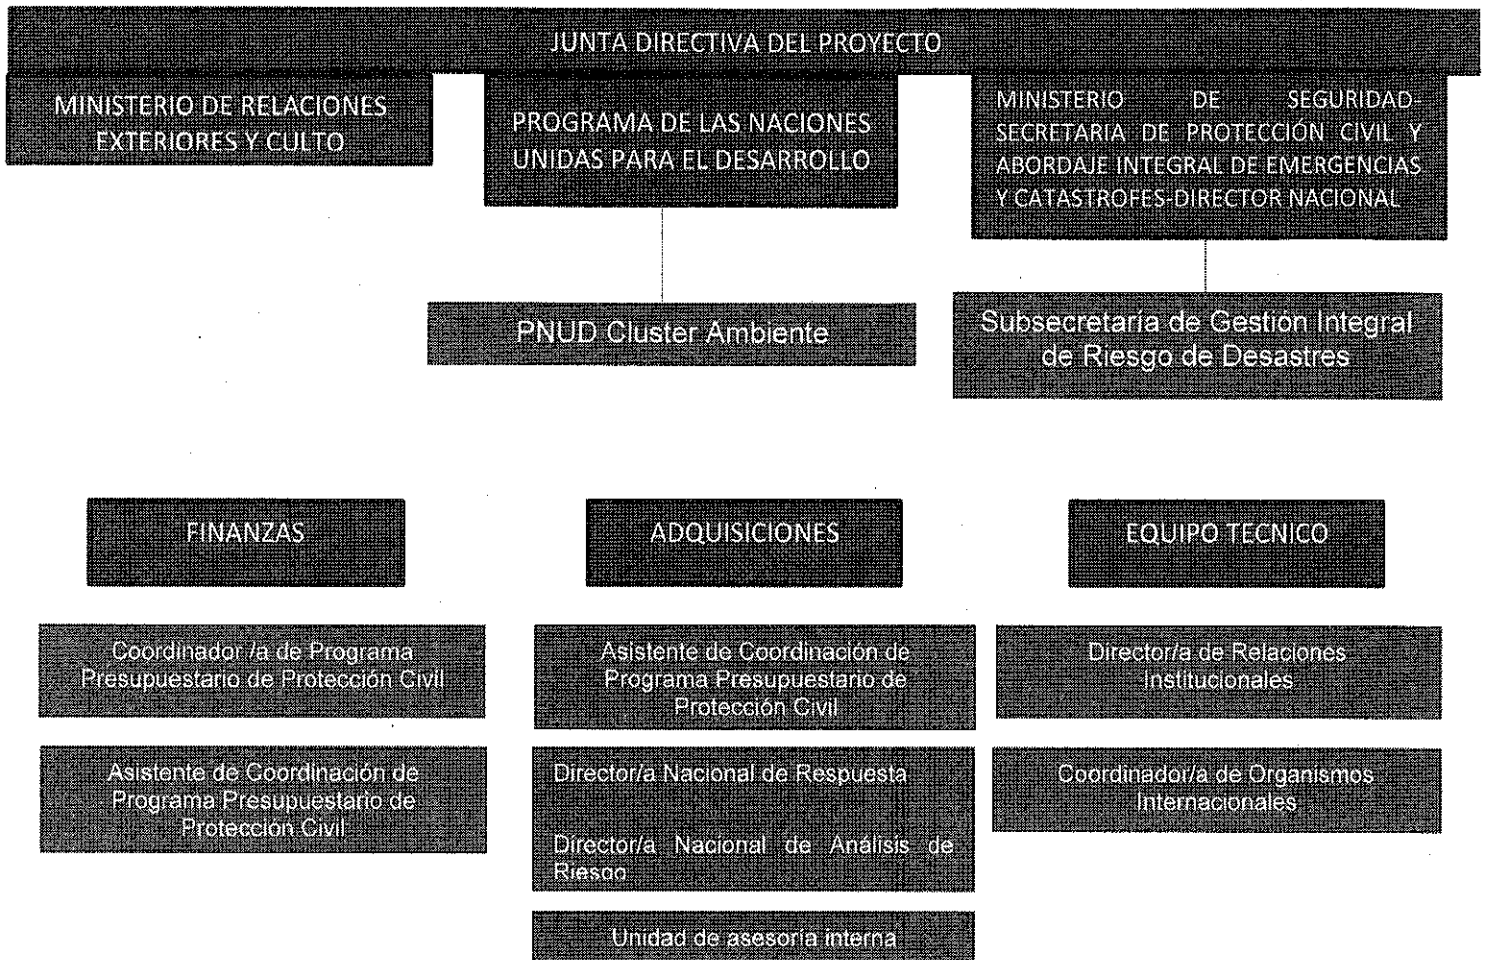 JUNTA DIRECTIVA DEL PROYECTO
MINISTERIO DE RELACIONES
EXTERIORES Y CULTO
PROGRAMA DE LAS NACIONES
UNIDAS PARA EL DESARROLLO
MINISTERIO DE SEGURIDAD-
SECRETARIA DE PROTECCIÓN CIVIL Y
ABORDAJE INTEGRAL DE EMERGENCIAS
Y CATASTROFES-DIRECTOR NACIONAL
PNUD Cluster Ambiente
Subsecretaría de Gestión Integral
de Riesgo de Desastres
FINANZAS
Coordinador /a de Programa
Presupuestario de Protección Civil
Asistente de Coordinación de
Programa Presupuestario de
Protección Civil
ADQUISICIONES
Asistente de Coordinación de
Programa Presupuestario de
Protección Civil
Director/a Nacional de Respuesta
Director/a Nacional de Análisis de
Riesgo
Unidad de asesoría interna
EQUIPO TECNICO
Director/a de Relaciones
Institucionales
Coordinador/a de Organismos
Internacionales